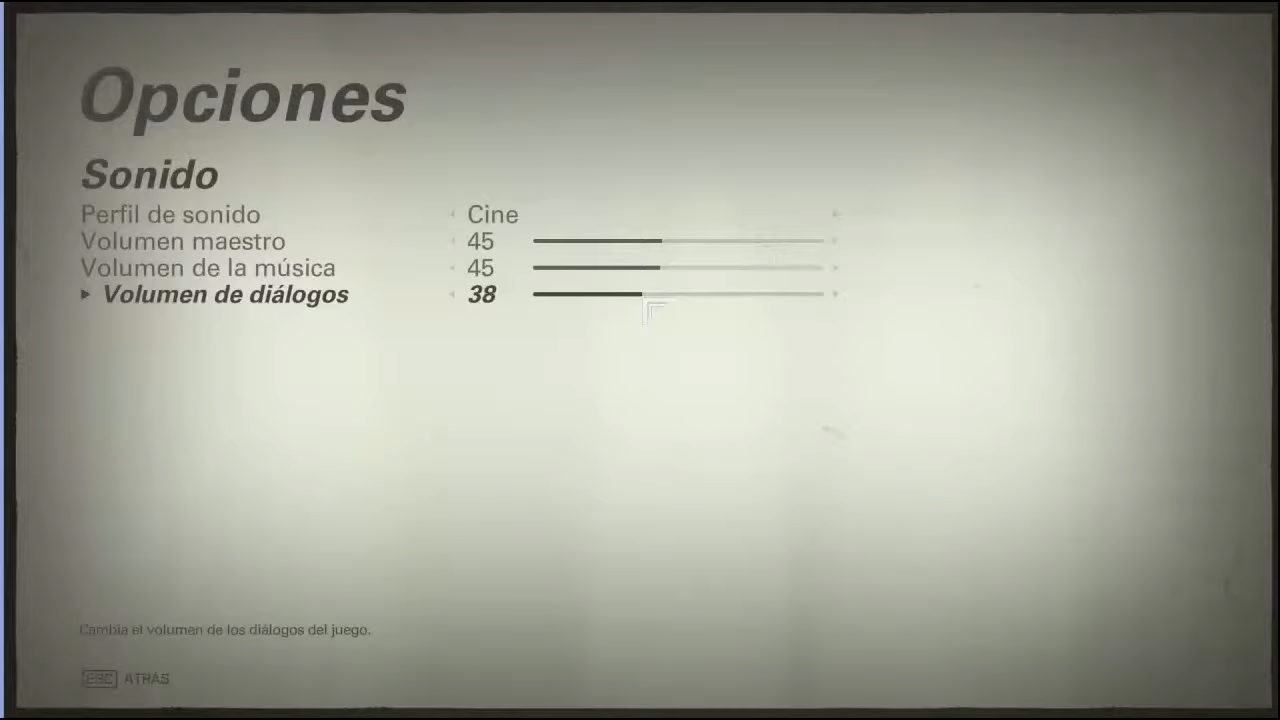 Opciones
Sonido
Perfil de sonido Cine
Volumen maestro 45
Volumen de la música 45
Volumen de diálogos 38
Cambia el volumen de los diálogos del juego.
ESC ATRÁS